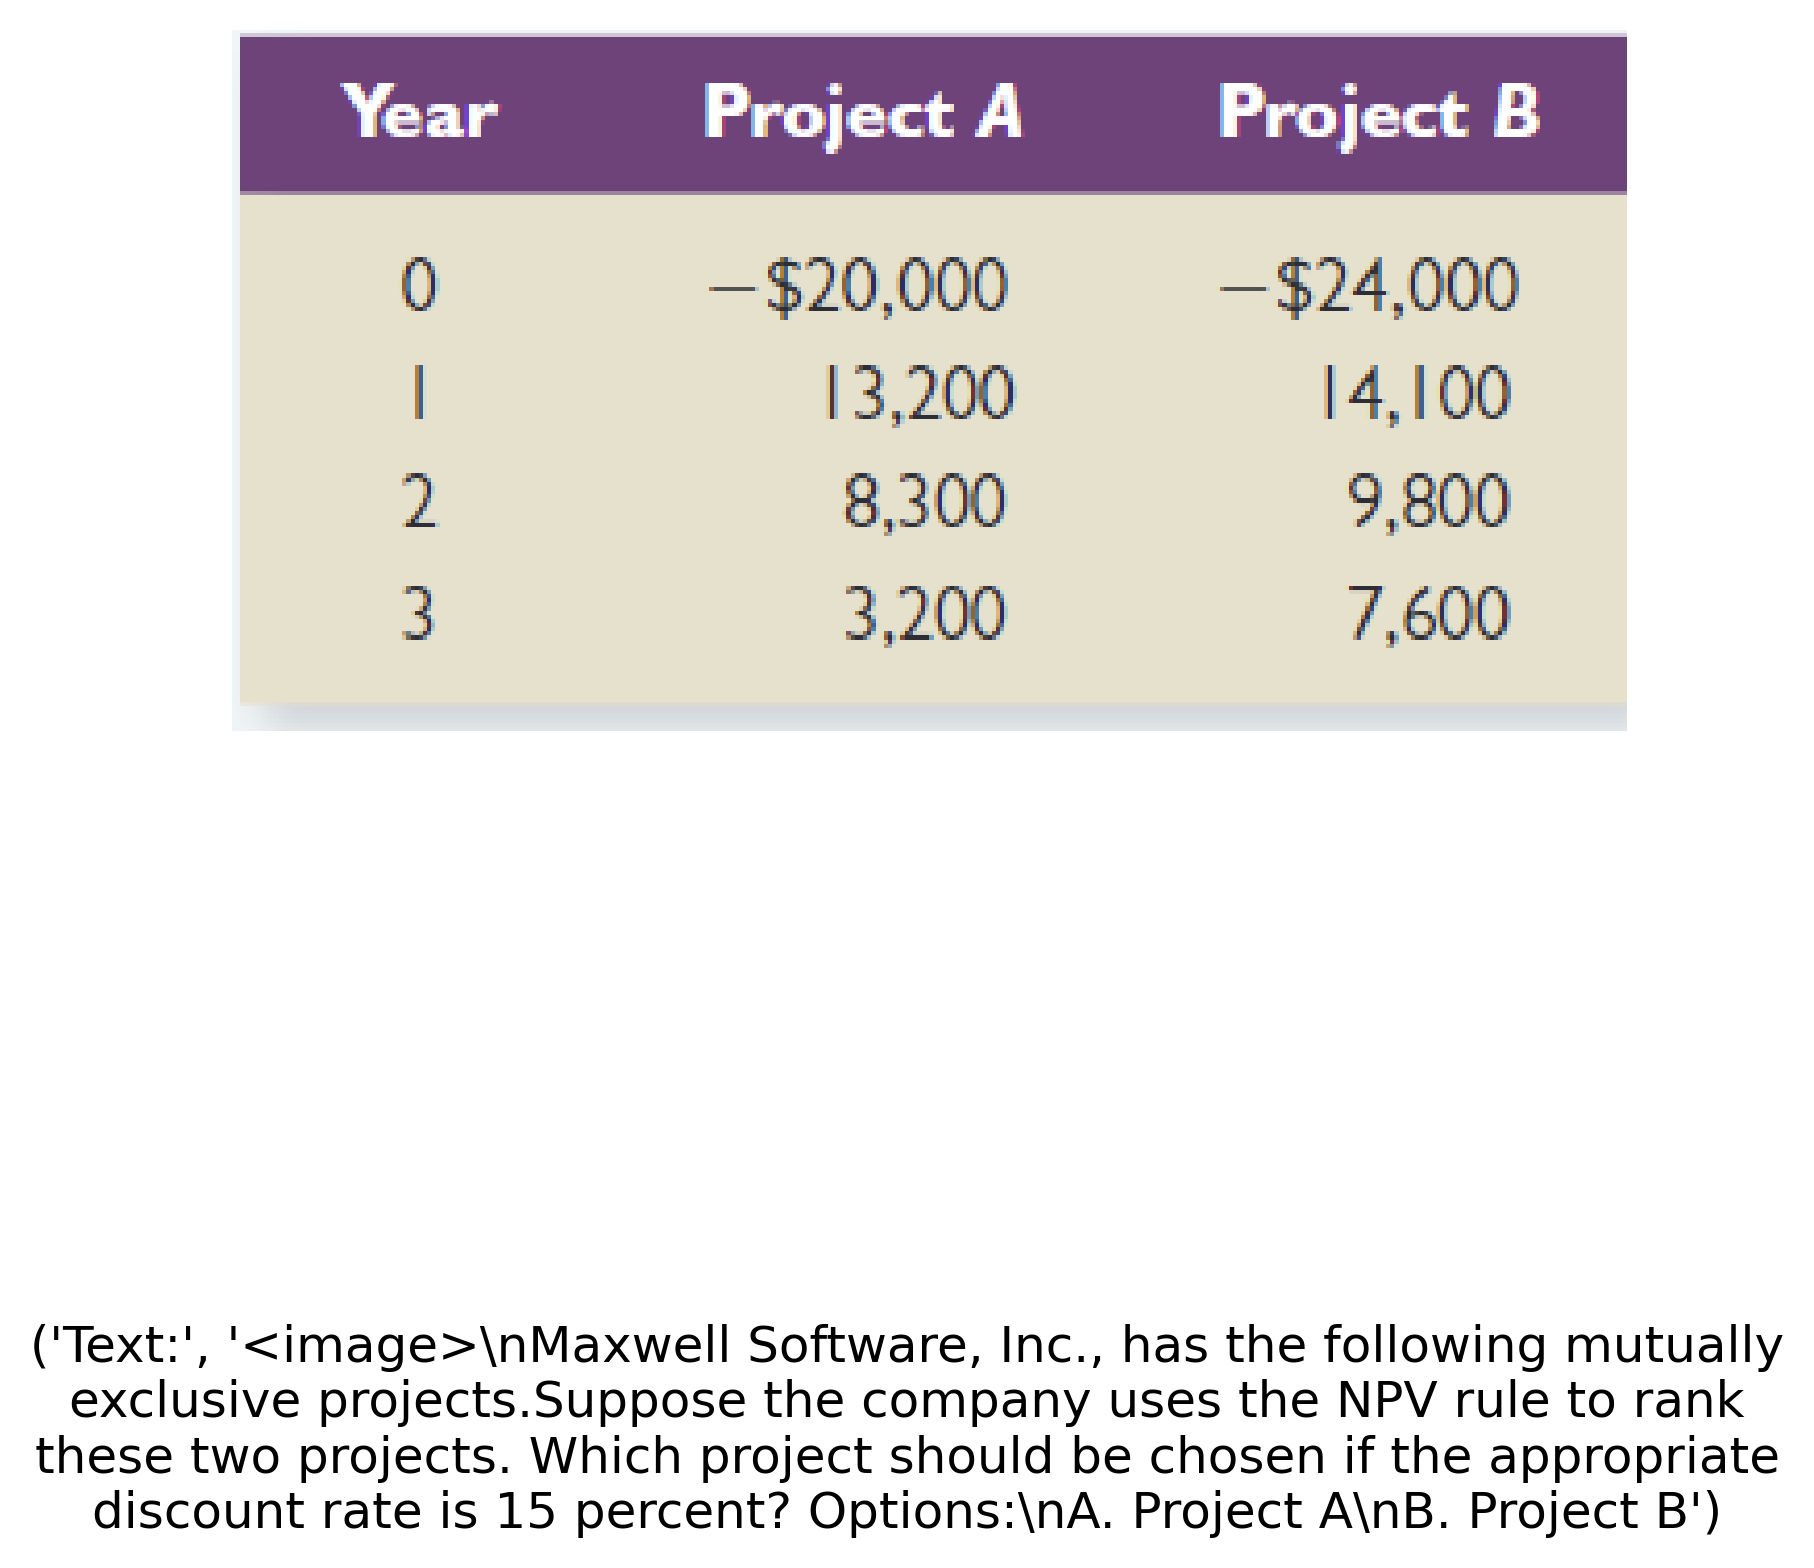 Year Project A Project B
0 −$20,000 −$24,000
1 13,200 14,100
2 8,300 9,800
3 3,200 7,600
('Text:', '<image>\nMaxwell Software, Inc., has the following mutually
exclusive projects.Suppose the company uses the NPV rule to rank
these two projects. Which project should be chosen if the appropriate
discount rate is 15 percent? Options:\nA. Project A\nB. Project B')